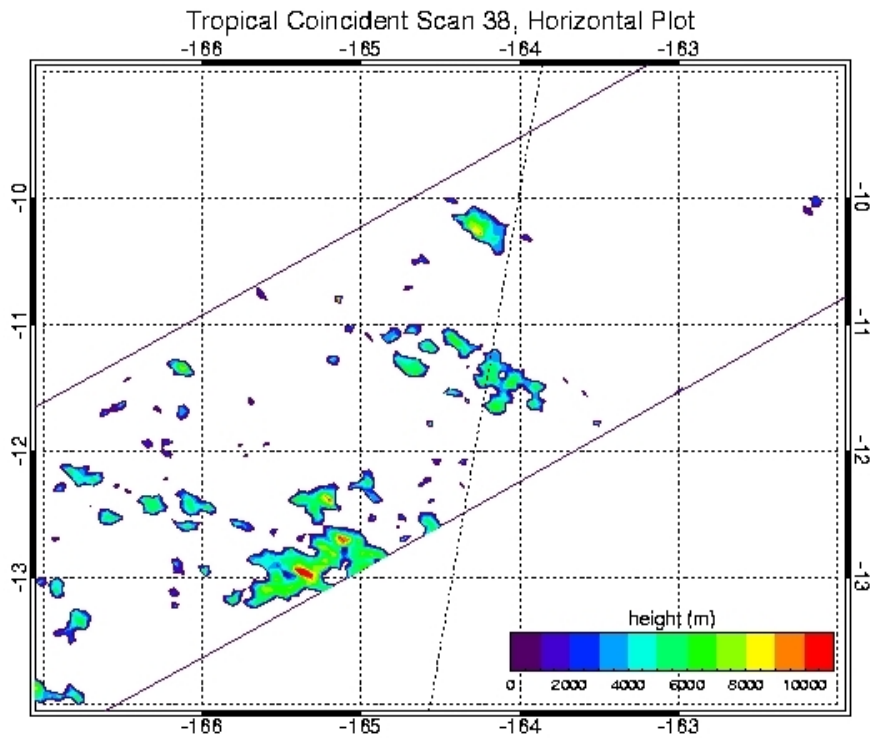 Tropical Coincident Scan 38, Horizontal Plot
-166 -165 -164 -163
-10 -10
-11 -11
-12 -12
-13 -13
height (m)
0 2000 4000 6000 8000 10000
-166 -165 -164 -163